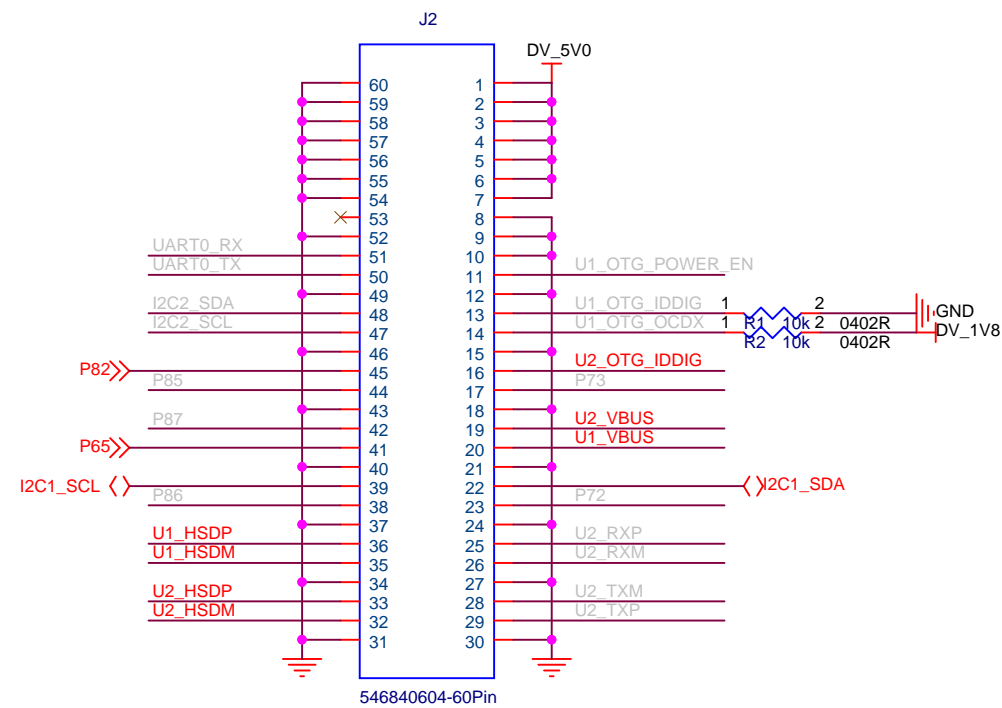 J2
DV_5V0
60 1
59 2
58 3
57 4
56 5
55 6
54 7
53 8
52 9
UART0_RX 51 10
UART0_TX 50 11 U1_OTG_POWER_EN
49 12
I2C2_SDA 48 13 U1_OTG_IDDIG 1 R1 10k 2 0402R GND
I2C2_SCL 47 14 U1_OTG_OCDX 1 R2 10k 2 0402R DV_1V8
46 15
P82 45 16 U2_OTG_IDDIG
P85 44 17 P73
43 18
P87 42 19 U2_VBUS
P65 41 20 U1_VBUS
40 21
I2C1_SCL 39 22 I2C1_SDA
P86 38 23 P72
37 24
U1_HSDP 36 25 U2_RXP
U1_HSDM 35 26 U2_RXM
34 27
U2_HSDP 33 28 U2_TXM
U2_HSDM 32 29 U2_TXP
31 30
546840604-60Pin